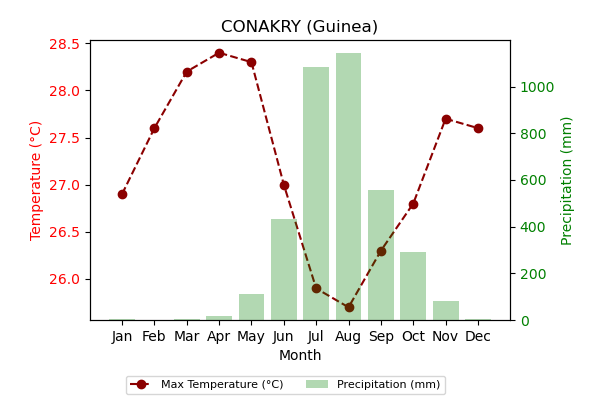 CONAKRY (Guinea)
28.5
28.0
27.5
27.0
26.5
26.0
Temperature (°C)
1000
800
600
400
200
0
Precipitation (mm)
Jan Feb Mar Apr May Jun Jul Aug Sep Oct Nov Dec
Month
Max Temperature (°C) Precipitation (mm)